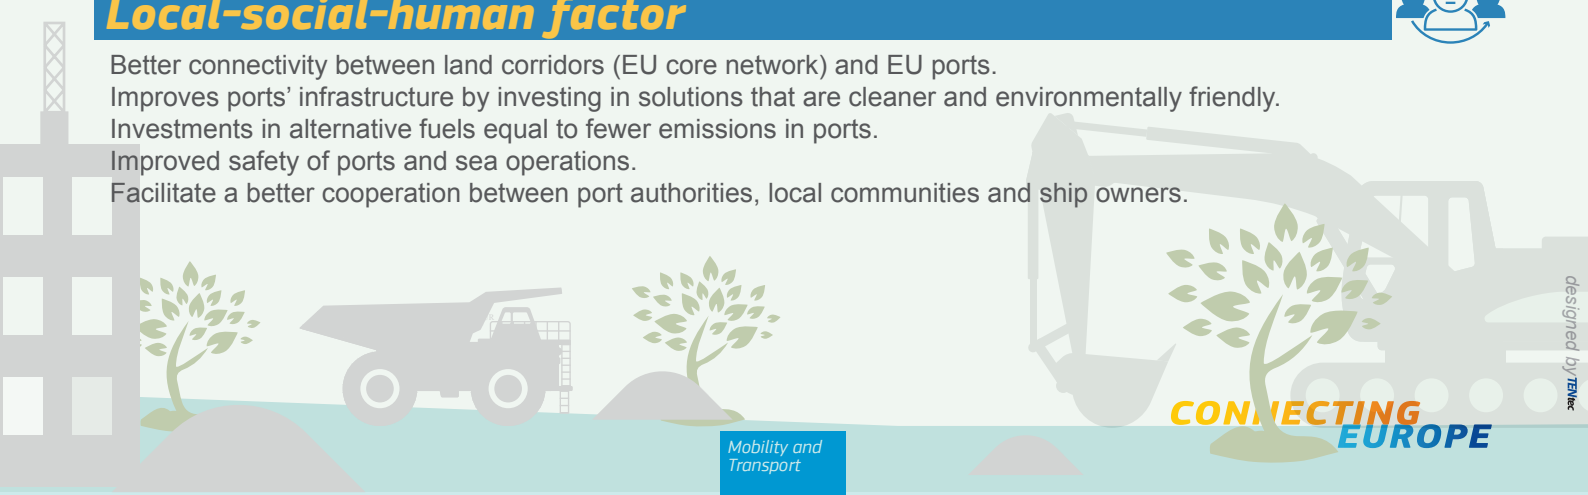 Local-social-human factor
Better connectivity between land corridors (EU core network) and EU ports.
Improves ports’ infrastructure by investing in solutions that are cleaner and environmentally friendly.
Investments in alternative fuels equal to fewer emissions in ports.
Improved safety of ports and sea operations.
Facilitate a better cooperation between port authorities, local communities and ship owners.
designed by TENtec
CONNECTING
EUROPE
Mobility and
Transport